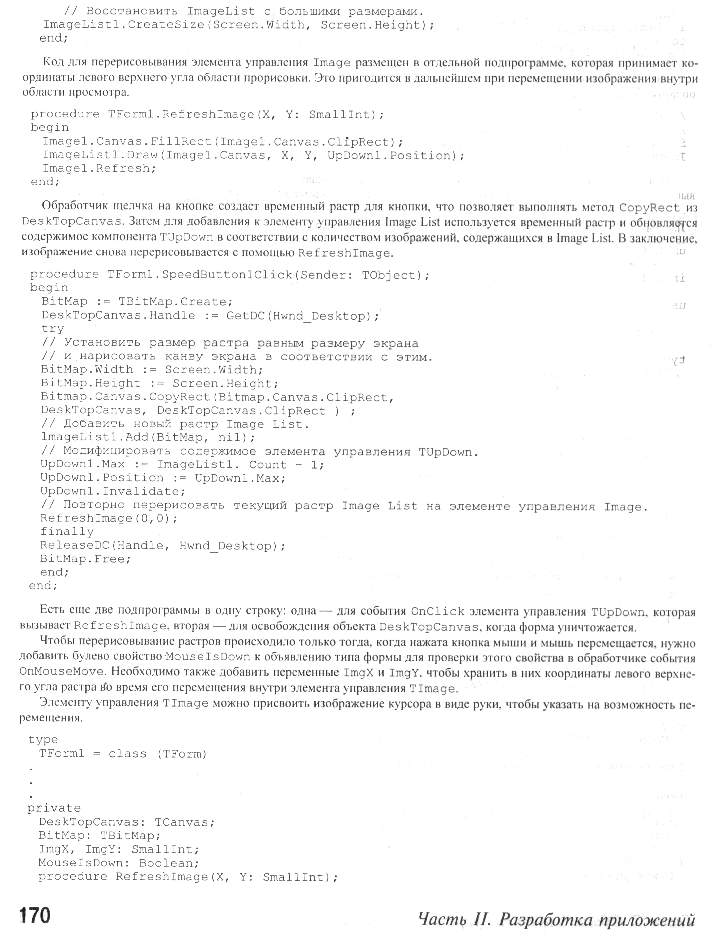 // Восстановить ImageList с большими размерами.
ImageList1.CreateSize(Screen.Width, Screen.Height);
end;
Код для перерисовывания элемента управления Image размещен в отдельной подпрограмме, которая принимает ко-
ординаты левого верхнего угла области прорисовки. Это пригодится в дальнейшем при перемещении изображения внутри
области просмотра.
procedure TForm1.RefreshImage(X, Y: SmallInt);
begin
Image1.Canvas.FillRect(Image1.Canvas.ClipRect);
ImageList1.Draw(Image1.Canvas, X, Y, UpDown1.Position);
Image1.Refresh;
end;
Обработчик щелчка на кнопке создает временный растр для кнопки, что позволяет выполнять метод CopyRect из
DeskTopCanvas. Затем для добавления к элементу управления Image List используется временный растр и обновляется
содержимое компонента TUpDown в соответствии с количеством изображений, содержащихся в Image List. В заключение,
изображение снова перерисовывается с помощью RefreshImage.
procedure TForm1.SpeedButton1Click(Sender: TObject);
begin
BitMap := TBitMap.Create;
DeskTopCanvas.Handle := GetDC(Hwnd_Desktop);
try
// Установить размер растра равным размеру экрана
// и нарисовать канву экрана в соответствии с этим.
BitMap.Width := Screen.Width;
BitMap.Height := Screen.Height;
Bitmap.Canvas.CopyRect(Bitmap.Canvas.ClipRect,
DeskTopCanvas, DeskTopCanvas.ClipRect ) ;
// Добавить новый растр Image List.
lmageList1.Add(BitMap, nil);
// Модифицировать содержимое элемента управления TUpDown.
UpDown1.Max := ImageList1. Count - 1;
UpDown1.Position := UpDown1.Max;
UpDown1.Invalidate;
// Повторно перерисовать текущий растр Image List на элементе управления Image.
RefreshImage(0,0);
finally
ReleaseDC(Handle, Hwnd_Desktop);
BitMap.Free;
end;
end;
Есть еще две подпрограммы в одну строку: одна — для события OnClick элемента управления TUpDown, которая
вызывает RefreshImage, вторая — для освобождения объекта DeskTopCanvas, когда форма уничтожается.
Чтобы перерисовывание растров происходило только тогда, когда нажата кнопка мыши и мышь перемещается, нужно
добавить булево свойство MouseIsDown к объявлению типа формы для проверки этого свойства в обработчике события
OnMouseMove. Необходимо также добавить переменные ImgX и ImgY, чтобы хранить в них координаты левого верхне-
го угла растра во время его перемещения внутри элемента управления TImage.
Элементу управления TImage можно присвоить изображение курсора в виде руки, чтобы указать на возможность пе-
ремещения.
type
TForm1 = class (TForm)
.
.
.
private
DeskTopCanvas: TCanvas;
BitMap: TBitMap;
JmgX, ImgY: SmallInt;
MouseIsDown: Boolean;
procedure RefreshImage(X, Y: SmallInt);
170 Часть II. Разработка приложений